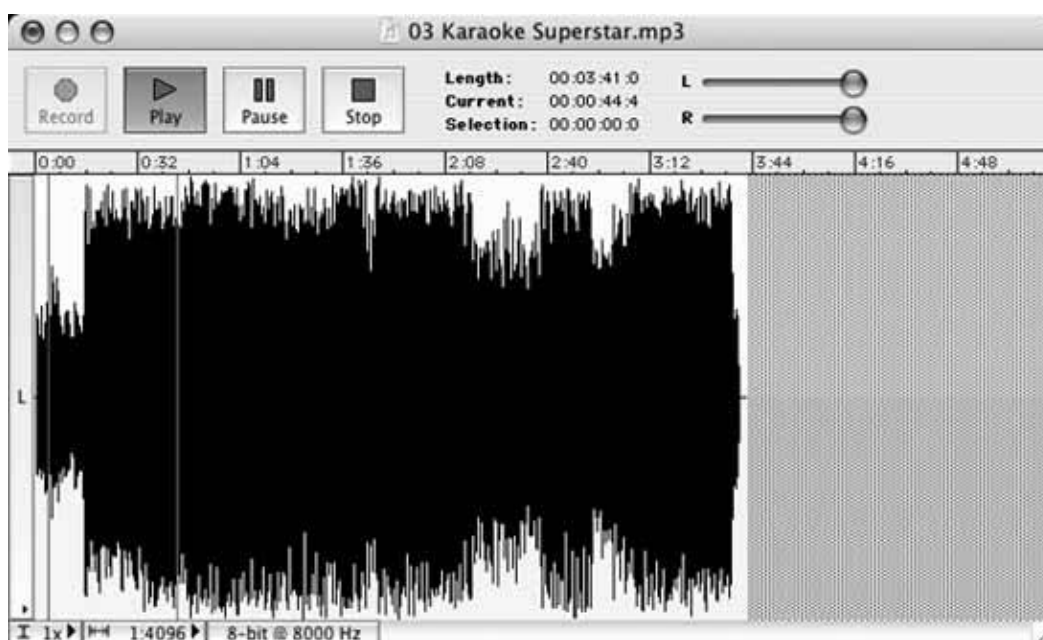 03 Karaoke Superstar.mp3
Record Play Pause Stop
Length: 00:03:41:0
Current: 00:00:44:4
Selection: 00:00:00:0
L
R
0:00 0:32 1:04 1:36 2:08 2:40 3:12 3:44 4:16 4:48
L
1x 1:4096 8-bit @ 8000 Hz